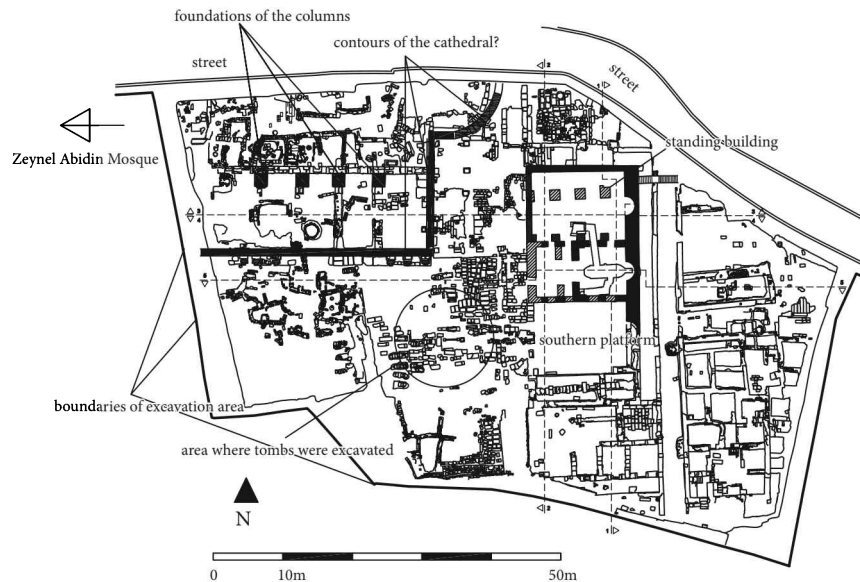 foundations of the columns
contours of the cathedral?
street
street
standing building
Zeynel Abidin Mosque
southern platform
boundaries of excavation area
area where tombs were excavated
N
0 10m 50m